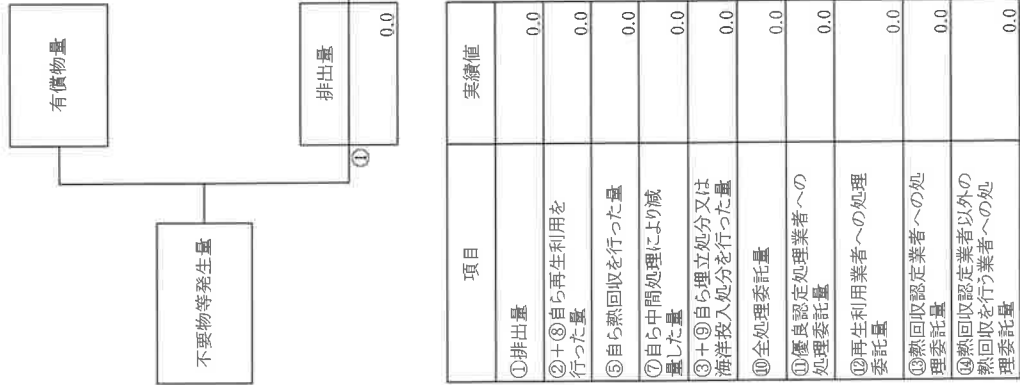 有償物量
不要物等発生量
排出量
①
0.0
項目
実績値
①排出量
0.0
②+⑧自ら再生利用を
行った量
0.0
⑤自ら熱回収を行った量
0.0
⑦自ら中間処理により減
量した量
0.0
③+⑨自ら埋立処分又は
海洋投入処分を行った量
0.0
⑩全処理委託量
0.0
⑪優良認定処理業者への
処理委託量
0.0
⑫再生利用業者への処理
委託量
0.0
⑬熱回収認定業者への処
理委託量
0.0
⑭熱回収認定業者以外の
熱回収を行う業者への処
理委託量
0.0